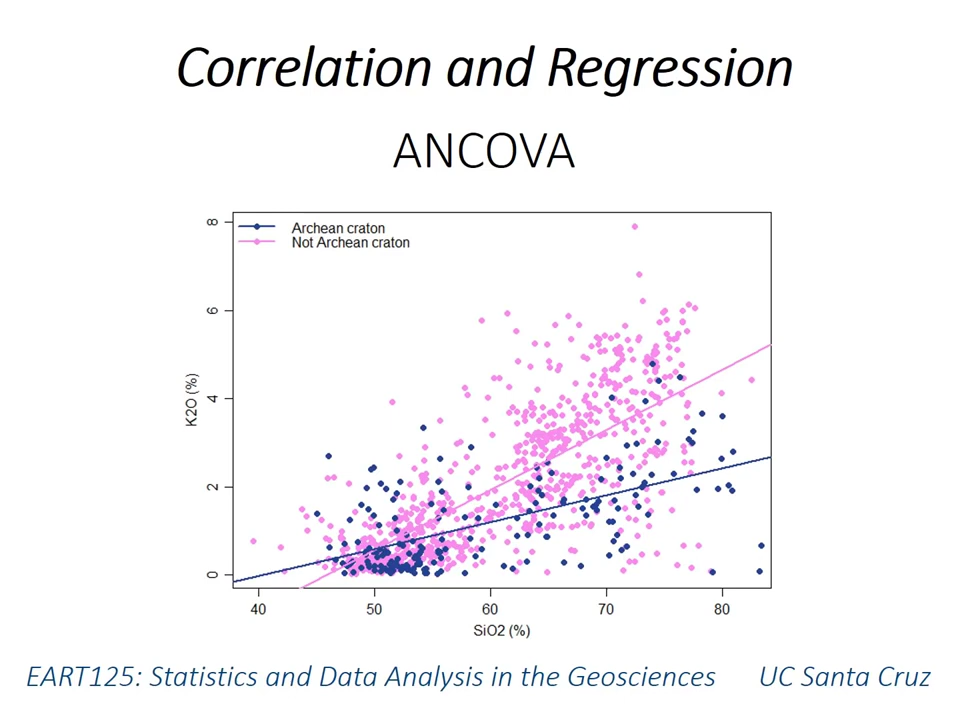 Correlation and Regression
ANCOVA
Archean craton
Not Archean craton
8
6
4
2
0
K2O (%)
40 50 60 70 80
SiO2 (%)
EART125: Statistics and Data Analysis in the Geosciences UC Santa Cruz